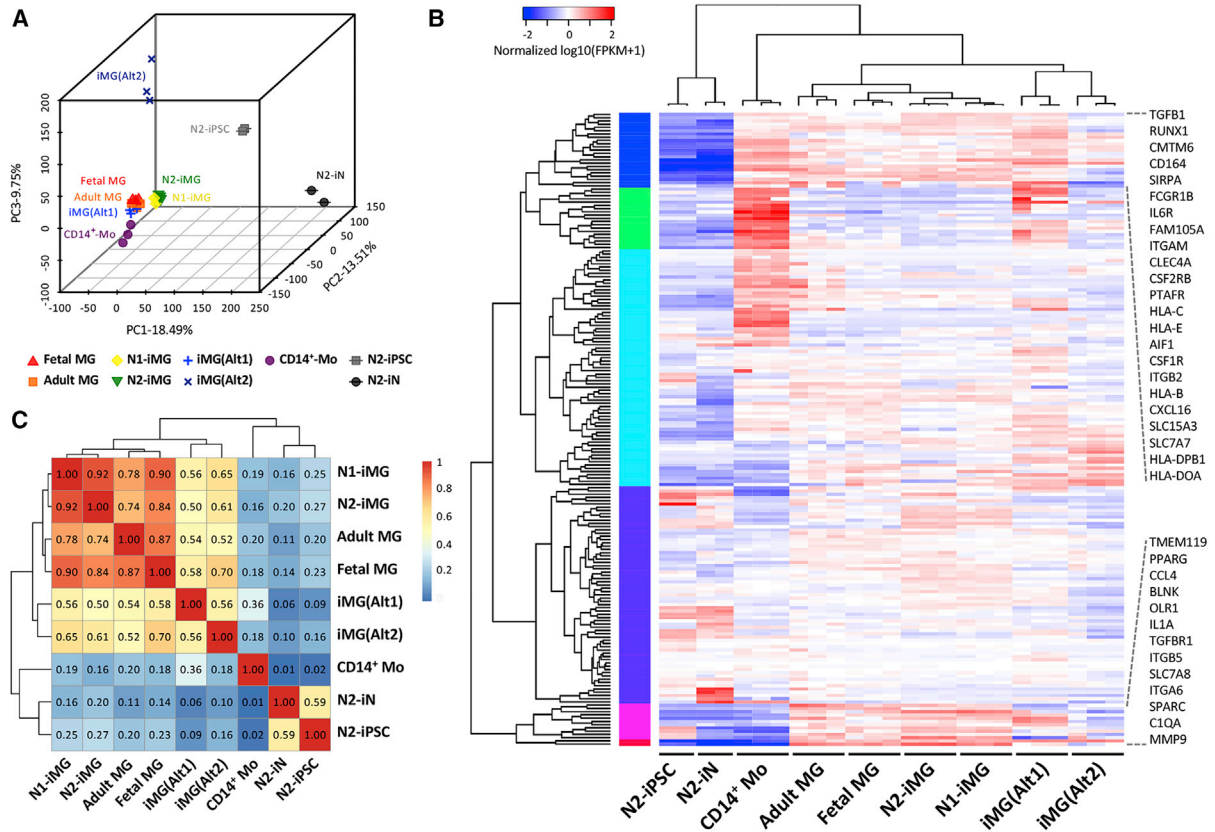 A
iMG(Alt2)
N2-iPSC
N2-iN
Fetal MG
Adult MG
iMG(Alt1)
CD14⁺-Mo
N2-iMG
N1-iMG
200
150
100
50
0
-50
-100
PC3-9.75%
-100 -50 0 50 100 150 200 250
PC1-18.49%
-150
-100
-50
0
50
100
150
PC2-13.51%
Fetal MG N1-iMG iMG(Alt1) CD14⁺-Mo N2-iPSC
Adult MG N2-iMG iMG(Alt2) N2-iN
B
-2 0 2
Normalized log10(FPKM+1)
TGFB1
RUNX1
CMTM6
CD164
SIRPA
FCGR1B
IL6R
FAM105A
ITGAM
CLEC4A
CSF2RB
PTAFR
HLA-C
HLA-E
AIF1
CSF1R
ITGB2
HLA-B
CXCL16
SLC15A3
SLC7A7
HLA-DPB1
HLA-DOA
TMEM119
PPARG
CCL4
BLNK
OLR1
IL1A
TGFBR1
ITGB5
SLC7A8
ITGA6
SPARC
C1QA
MMP9
N2-iPSC
N2-iN
CD14⁺ Mo
Adult MG
Fetal MG
N2-iMG
N1-iMG
iMG(Alt1)
iMG(Alt2)
C
1.00 0.92 0.78 0.90 0.56 0.65 0.19 0.16 0.25 N1-iMG
0.92 1.00 0.74 0.84 0.50 0.61 0.16 0.20 0.27 N2-iMG
0.78 0.74 1.00 0.87 0.54 0.52 0.20 0.11 0.20 Adult MG
0.90 0.84 0.87 1.00 0.58 0.70 0.18 0.14 0.23 Fetal MG
0.56 0.50 0.54 0.58 1.00 0.56 0.36 0.06 0.09 iMG(Alt1)
0.65 0.61 0.52 0.70 0.56 1.00 0.18 0.10 0.16 iMG(Alt2)
0.19 0.16 0.20 0.18 0.36 0.18 1.00 0.01 0.02 CD14⁺ Mo
0.16 0.20 0.11 0.14 0.06 0.10 0.01 1.00 0.59 N2-iN
0.25 0.27 0.20 0.23 0.09 0.16 0.02 0.59 1.00 N2-iPSC
N1-iMG
N2-iMG
Adult MG
Fetal MG
iMG(Alt1)
iMG(Alt2)
CD14⁺ Mo
N2-iN
N2-iPSC
1
0.8
0.6
0.4
0.2
0